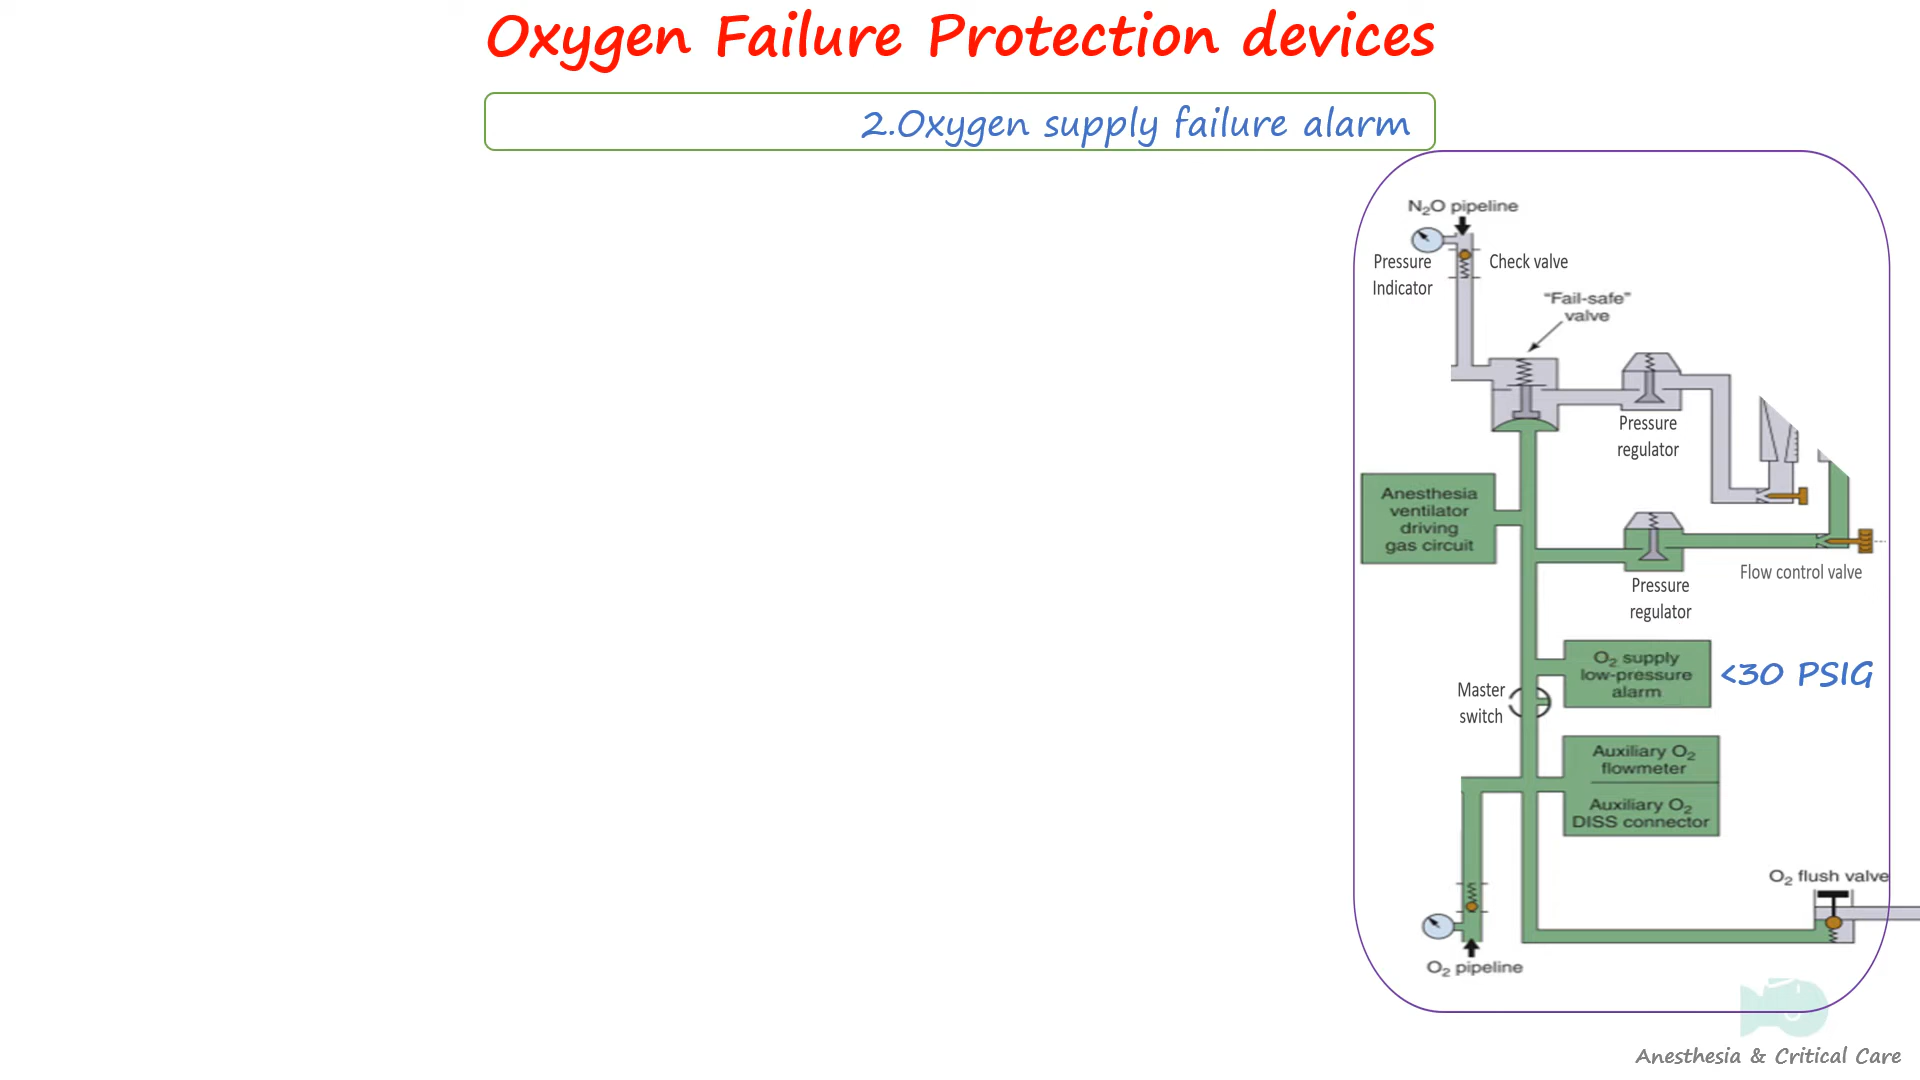 Oxygen Failure Protection devices
2.Oxygen supply failure alarm
N₂O pipeline
Pressure
Indicator
Check valve
“Fail-safe”
valve
Pressure
regulator
Anesthesia
ventilator
driving
gas circuit
Flow control valve
Pressure
regulator
O₂ supply
low-pressure
alarm
<30 PSIG
Master
switch
Auxiliary O₂
flowmeter
Auxiliary O₂
DISS connector
O₂ flush valve
O₂ pipeline
Anesthesia & Critical Care